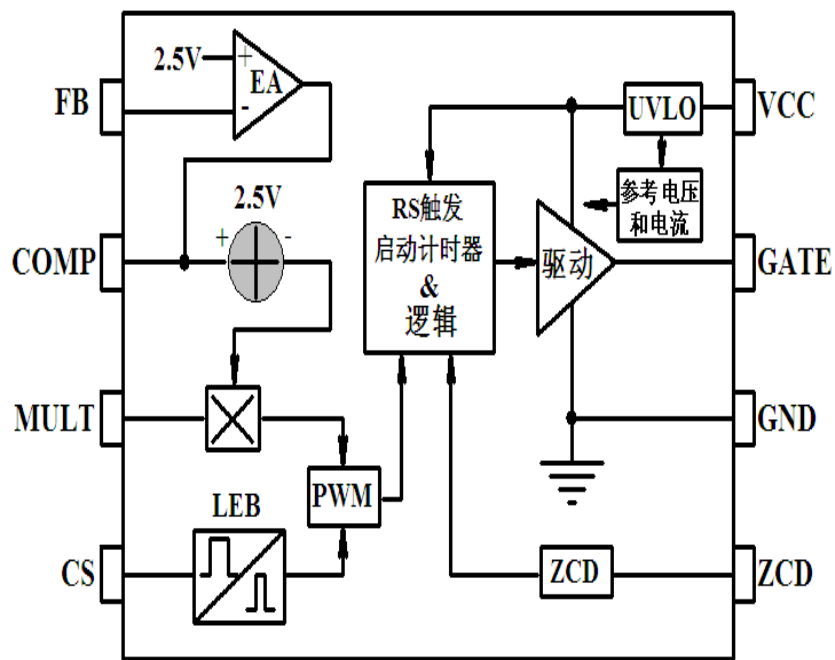 2.5V
+
EA
-
FB
UVLO
VCC
参考电压
和电流
2.5V
RS触发
启动计时器
&
逻辑
+
-
COMP
驱动
GATE
MULT
GND
PWM
LEB
CS
ZCD
ZCD